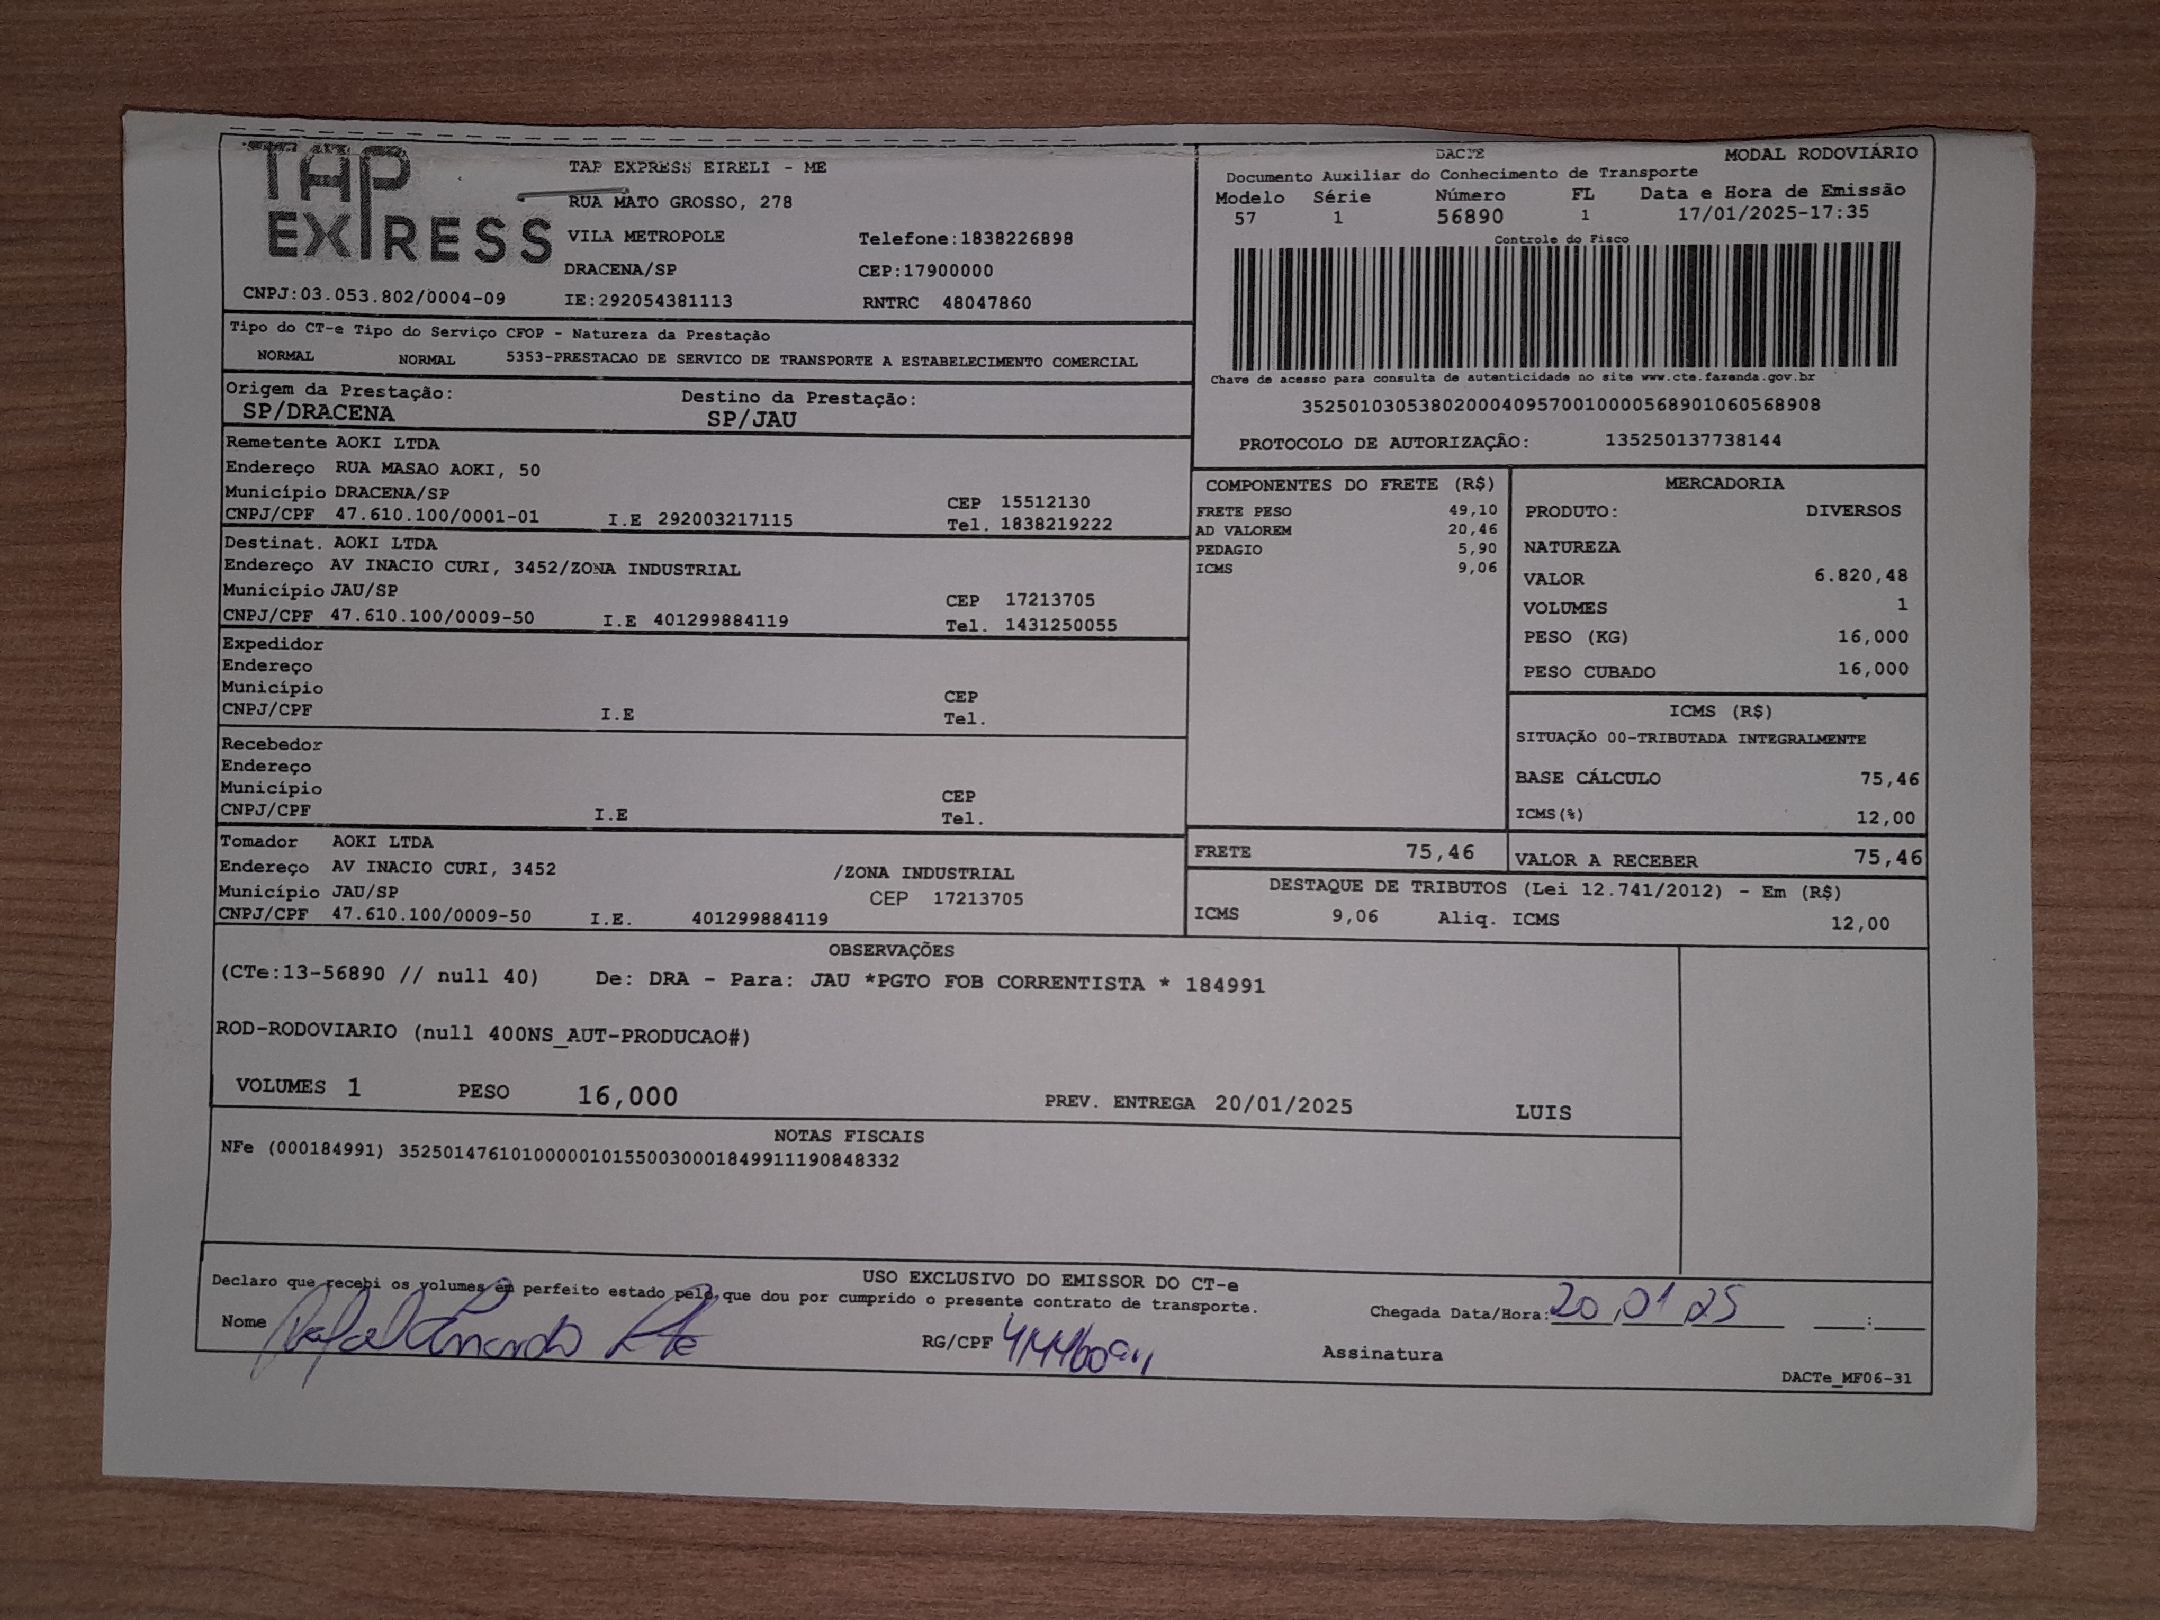 TAP
EXPRESS
TAP EXPRESS EIRELI - ME
RUA MATO GROSSO, 278
VILA METROPOLE Telefone:1838226898
DRACENA/SP CEP:17900000
CNPJ:03.053.802/0004-09 IE:292054381113 RNTRC 48047860
DACTE MODAL RODOVIÁRIO
Documento Auxiliar do Conhecimento de Transporte
Modelo Série Número FL Data e Hora de Emissão
57 1 56890 1 17/01/2025-17:35
Controle do Fisco
Chave de acesso para consulta de autenticidade no site www.cte.fazenda.gov.br
35250103053802000409570010000568901060568908
PROTOCOLO DE AUTORIZAÇÃO: 135250137738144
Tipo do CT-e Tipo do Serviço CFOP - Natureza da Prestação
NORMAL NORMAL 5353-PRESTACAO DE SERVICO DE TRANSPORTE A ESTABELECIMENTO COMERCIAL
Origem da Prestação: Destino da Prestação:
SP/DRACENA SP/JAU
Remetente AOKI LTDA
Endereço RUA MASAO AOKI, 50
Município DRACENA/SP CEP 15512130
CNPJ/CPF 47.610.100/0001-01 I.E 292003217115 Tel. 1838219222
Destinat. AOKI LTDA
Endereço AV INACIO CURI, 3452/ZONA INDUSTRIAL
Município JAU/SP CEP 17213705
CNPJ/CPF 47.610.100/0009-50 I.E 401299884119 Tel. 1431250055
Expedidor
Endereço
Município CEP
CNPJ/CPF I.E Tel.
Recebedor
Endereço
Município CEP
CNPJ/CPF I.E Tel.
Tomador AOKI LTDA
Endereço AV INACIO CURI, 3452 /ZONA INDUSTRIAL
Município JAU/SP CEP 17213705
CNPJ/CPF 47.610.100/0009-50 I.E. 401299884119
COMPONENTES DO FRETE (R$)
FRETE PESO 49,10
AD VALOREM 20,46
PEDAGIO 5,90
ICMS 9,06
MERCADORIA
PRODUTO: DIVERSOS
NATUREZA
VALOR 6.820,48
VOLUMES 1
PESO (KG) 16,000
PESO CUBADO 16,000
ICMS (R$)
SITUAÇÃO 00-TRIBUTADA INTEGRALMENTE
BASE CÁLCULO 75,46
ICMS(%) 12,00
FRETE 75,46 VALOR A RECEBER 75,46
DESTAQUE DE TRIBUTOS (Lei 12.741/2012) - Em (R$)
ICMS 9,06 Aliq. ICMS 12,00
OBSERVAÇÕES
(CTe:13-56890 // null 40) De: DRA - Para: JAU *PGTO FOB CORRENTISTA * 184991
ROD-RODOVIARIO (null 400NS_AUT-PRODUCAO#)
VOLUMES 1 PESO 16,000 PREV. ENTREGA 20/01/2025 LUIS
NOTAS FISCAIS
NFe (000184991) 35250147610100000101550030001849911190848332
USO EXCLUSIVO DO EMISSOR DO CT-e
Declaro que recebi os volumes em perfeito estado pelo que dou por cumprido o presente contrato de transporte.
Chegada Data/Hora: 20 01 25 :
Nome Rafael RG/CPF Assinatura
DACTe_MF06-31